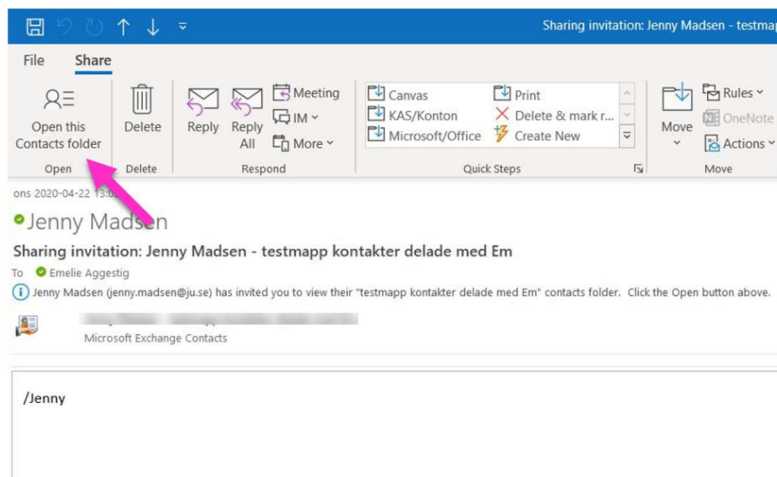 Sharing invitation: Jenny Madsen - testmap
File Share
Open this
Contacts folder
Delete
Reply
Reply
All
Meeting
IM
More
Canvas
KAS/Konton
Microsoft/Office
Print
Delete & mark r...
Create New
Move
Rules
OneNote
Actions
Open Delete Respond Quick Steps Move
ons 2020-04-22
Jenny Madsen
Sharing invitation: Jenny Madsen - testmapp kontakter delade med Em
To Emelie Aggestig
Jenny Madsen (jenny.madsen@ju.se) has invited you to view their "testmapp kontakter delade med Em" contacts folder. Click the Open button above.
Microsoft Exchange Contacts
/Jenny